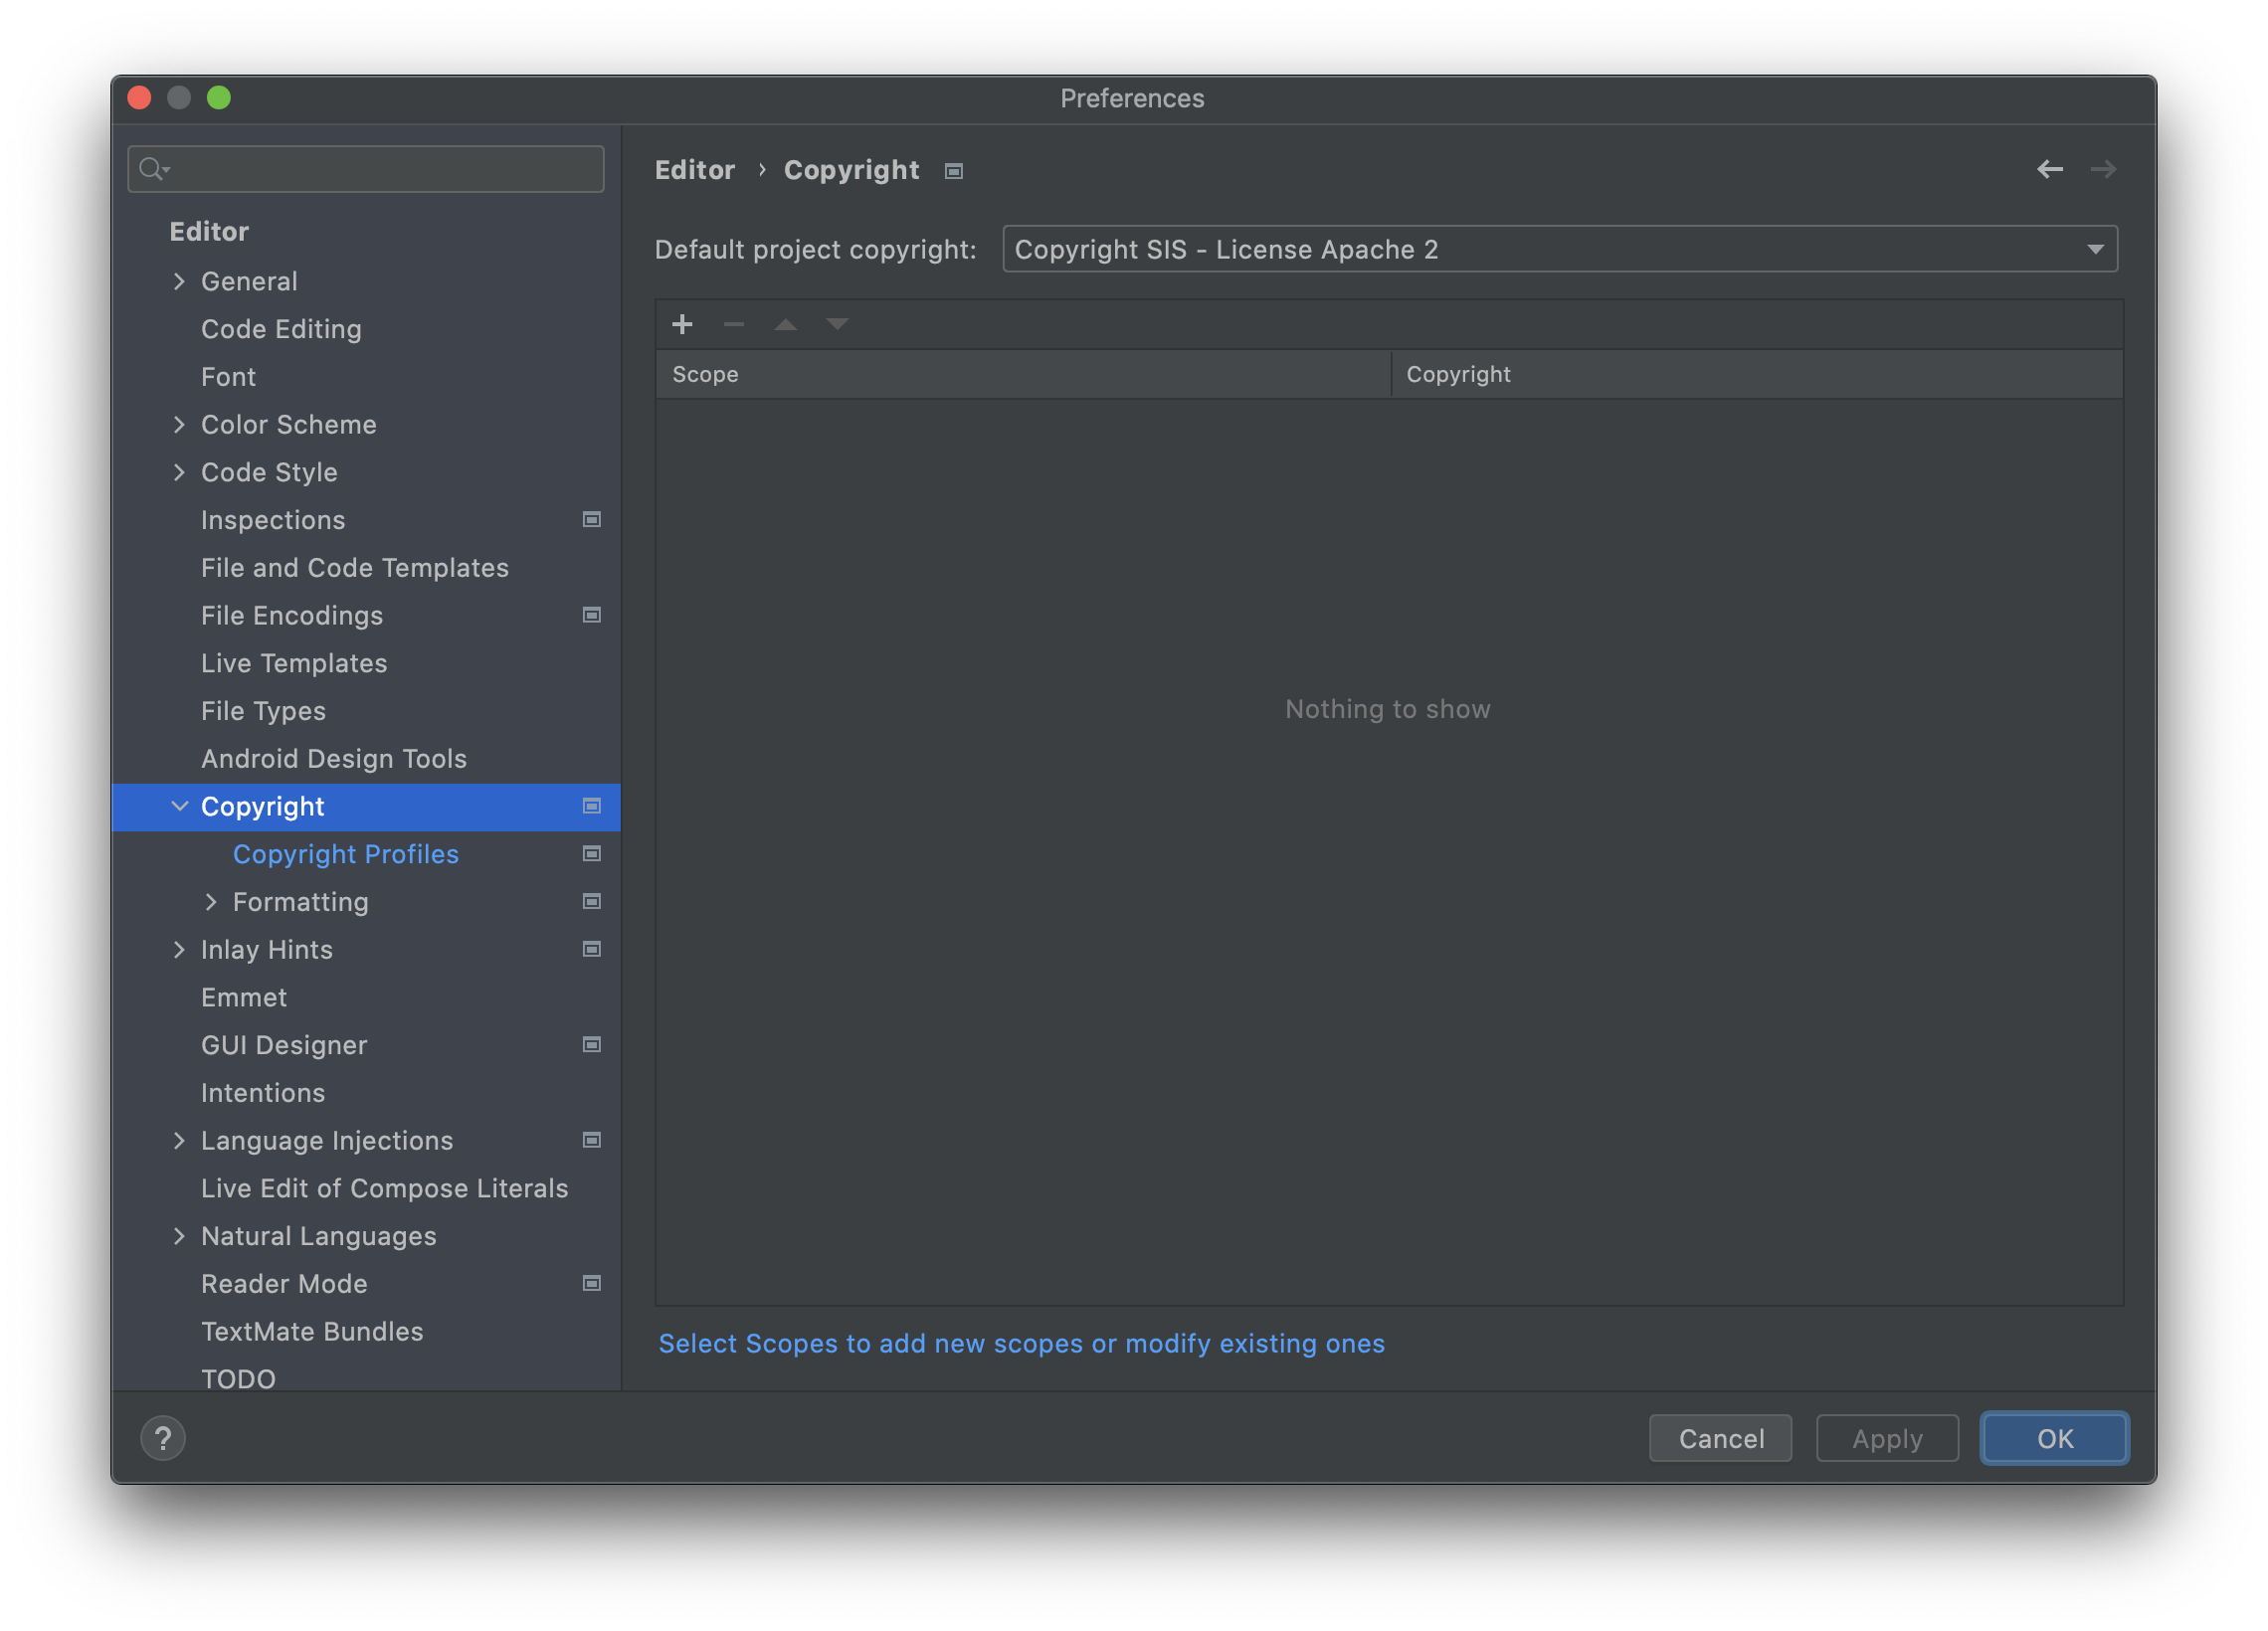 Preferences
Editor
General
Code Editing
Font
Color Scheme
Code Style
Inspections
File and Code Templates
File Encodings
Live Templates
File Types
Android Design Tools
Copyright
Copyright Profiles
Formatting
Inlay Hints
Emmet
GUI Designer
Intentions
Language Injections
Live Edit of Compose Literals
Natural Languages
Reader Mode
TextMate Bundles
TODO
Editor › Copyright
Default project copyright: Copyright SIS - License Apache 2
Scope Copyright
Nothing to show
Select Scopes to add new scopes or modify existing ones
? Cancel Apply OK